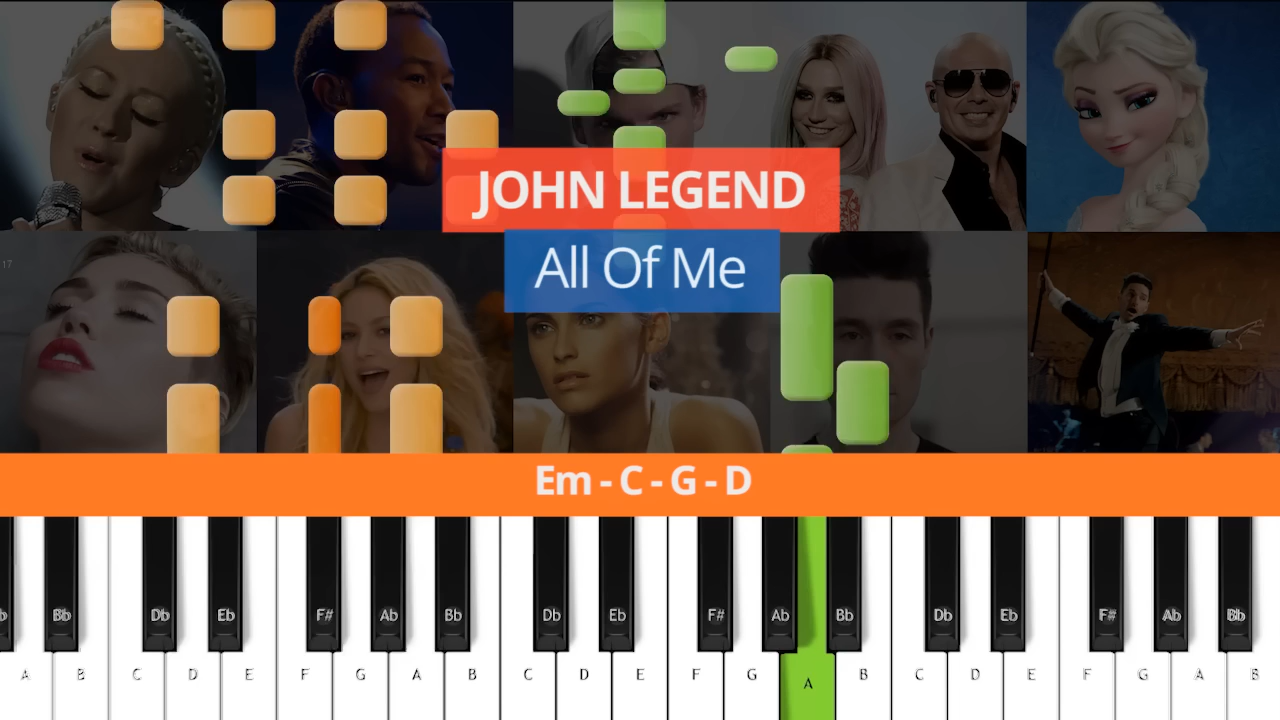 17
JOHN LEGEND
All Of Me
Em - C - G - D
b Bb Db Eb F# Ab Bb Db Eb F# Ab Bb Db Eb F# Ab Bb
A B C D E F G A B C D E F G A B C D E F G A B